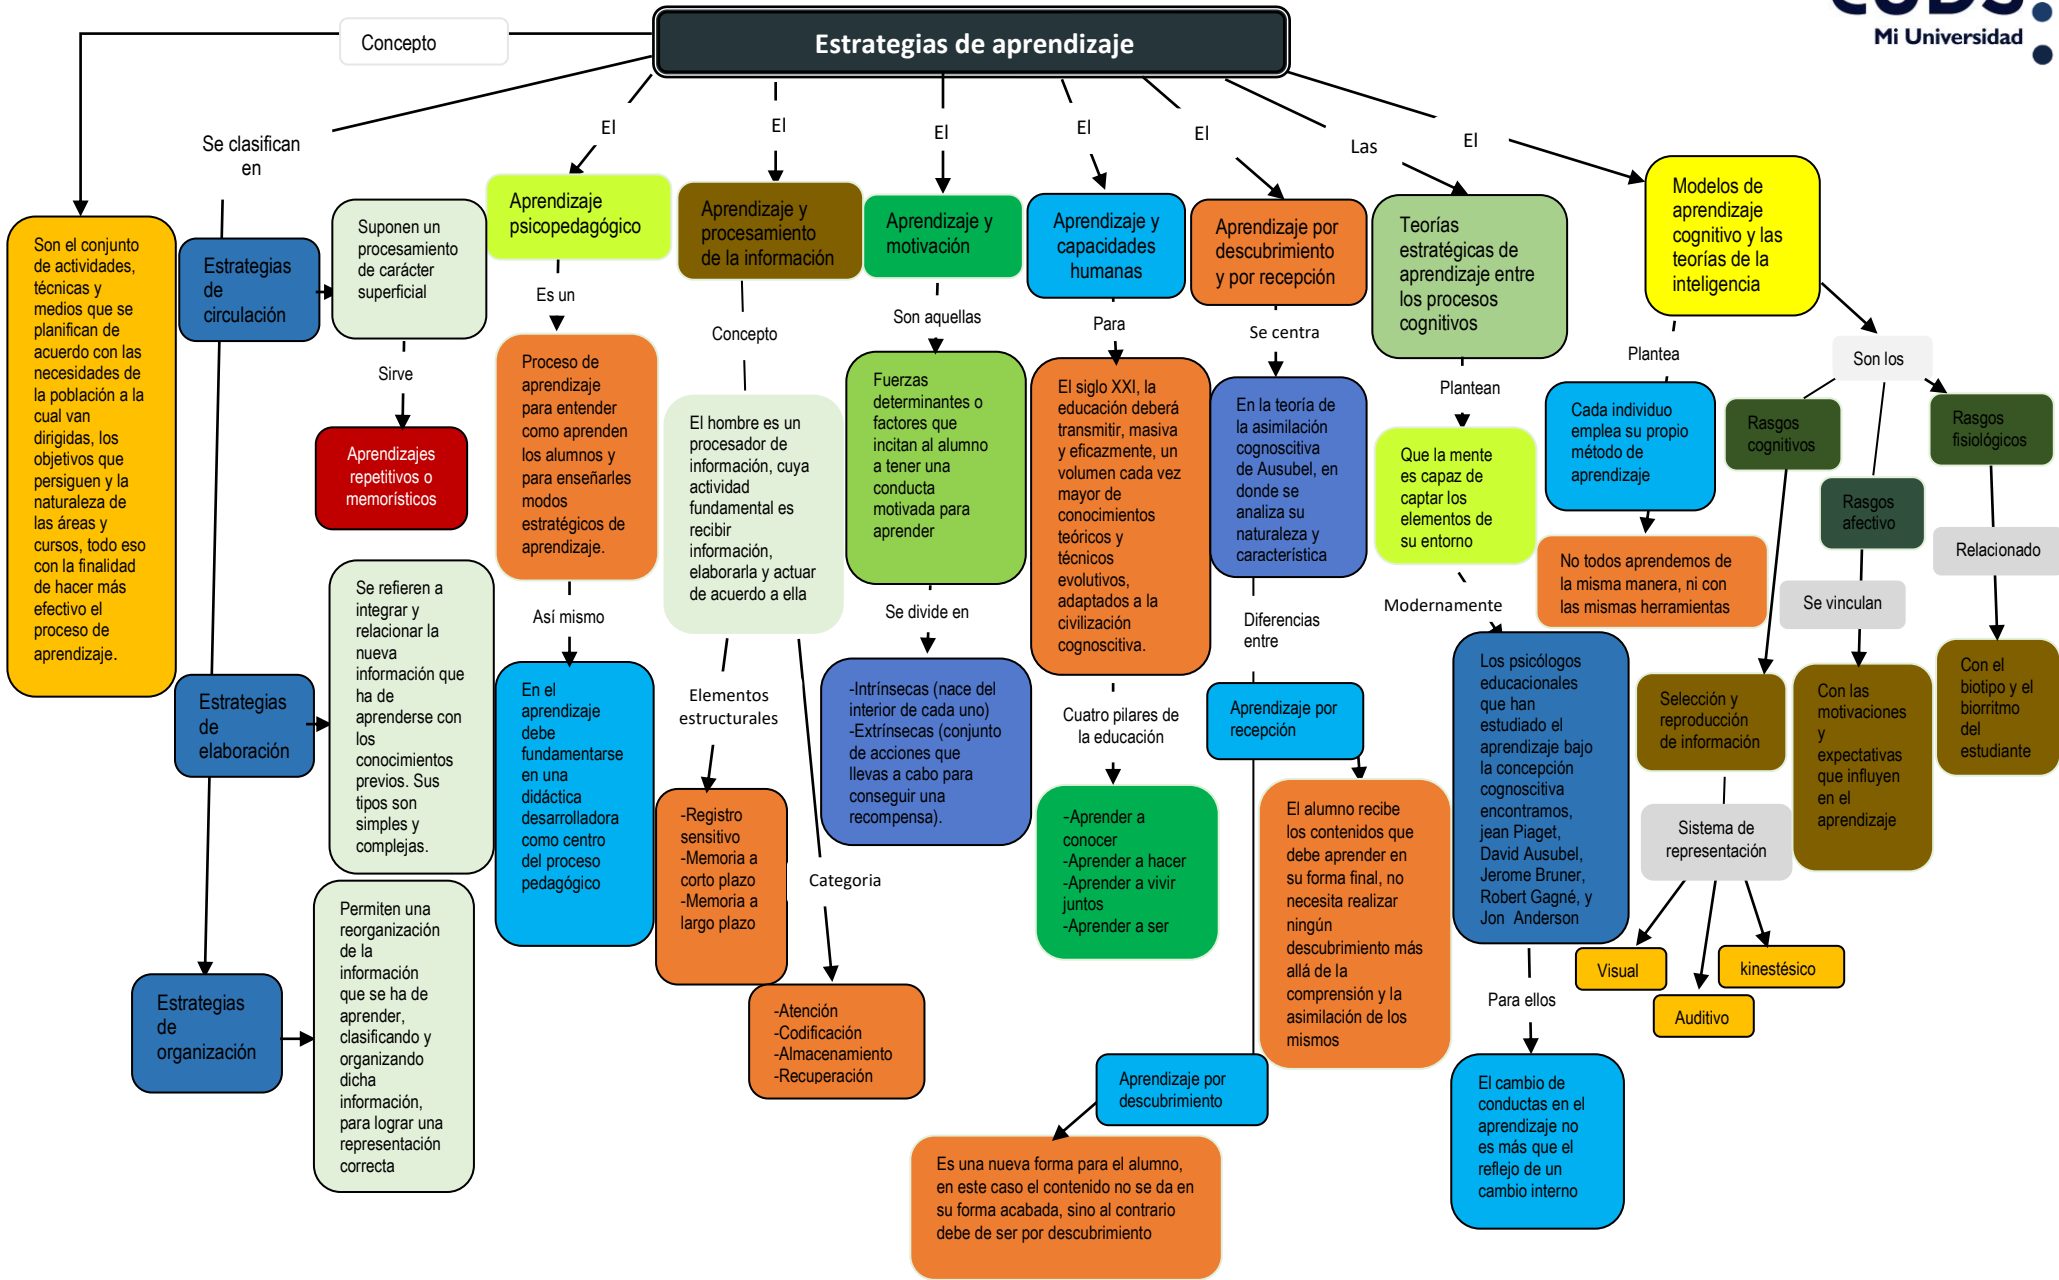 Estrategias de aprendizaje
Mi Universidad
Concepto
Son el conjunto
de actividades,
técnicas y
medios que se
planifican de
acuerdo con las
necesidades de
la población a la
cual van
dirigidas, los
objetivos que
persiguen y la
naturaleza de
las áreas y
cursos, todo eso
con la finalidad
de hacer más
efectivo el
proceso de
aprendizaje.
Se clasifican
en
Estrategias
de
circulación
Suponen un
procesamiento
de carácter
superficial
Sirve
Aprendizajes
repetitivos o
memorísticos
Estrategias
de
elaboración
Se refieren a
integrar y
relacionar la
nueva
información que
ha de
aprenderse con
los
conocimientos
previos. Sus
tipos son
simples y
complejas.
Estrategias
de
organización
Permiten una
reorganización
de la
información
que se ha de
aprender,
clasificando y
organizando
dicha
información,
para lograr una
representación
correcta
El
Aprendizaje
psicopedagógico
Es un
Proceso de
aprendizaje
para entender
como aprenden
los alumnos y
para enseñarles
modos
estratégicos de
aprendizaje.
Así mismo
En el
aprendizaje
debe
fundamentarse
en una
didáctica
desarrolladora
como centro
del proceso
pedagógico
El
Aprendizaje y
procesamiento
de la información
Concepto
El hombre es un
procesador de
información, cuya
actividad
fundamental es
recibir
información,
elaborarla y actuar
de acuerdo a ella
Elementos
estructurales
-Registro
sensitivo
-Memoria a
corto plazo
-Memoria a
largo plazo
Categoria
-Atención
-Codificación
-Almacenamiento
-Recuperación
El
Aprendizaje y
motivación
Son aquellas
Fuerzas
determinantes o
factores que
incitan al alumno
a tener una
conducta
motivada para
aprender
Se divide en
-Intrínsecas (nace del
interior de cada uno)
-Extrínsecas (conjunto
de acciones que
llevas a cabo para
conseguir una
recompensa).
El
Aprendizaje y
capacidades
humanas
Para
El siglo XXI, la
educación deberá
transmitir, masiva
y eficazmente, un
volumen cada vez
mayor de
conocimientos
teóricos y
técnicos
evolutivos,
adaptados a la
civilización
cognoscitiva.
Cuatro pilares de
la educación
-Aprender a
conocer
-Aprender a hacer
-Aprender a vivir
juntos
-Aprender a ser
El
Aprendizaje por
descubrimiento
y por recepción
Se centra
En la teoría de
la asimilación
cognoscitiva
de Ausubel, en
donde se
analiza su
naturaleza y
característica
Diferencias
entre
Aprendizaje por
recepción
El alumno recibe
los contenidos que
debe aprender en
su forma final, no
necesita realizar
ningún
descubrimiento más
allá de la
comprensión y la
asimilación de los
mismos
Aprendizaje por
descubrimiento
Es una nueva forma para el alumno,
en este caso el contenido no se da en
su forma acabada, sino al contrario
debe de ser por descubrimiento
Las
Teorías
estratégicas de
aprendizaje entre
los procesos
cognitivos
Plantean
Que la mente
es capaz de
captar los
elementos de
su entorno
Modernamente
Los psicólogos
educacionales
que han
estudiado el
aprendizaje bajo
la concepción
cognoscitiva
encontramos,
jean Piaget,
David Ausubel,
Jerome Bruner,
Robert Gagné, y
Jon Anderson
Para ellos
El cambio de
conductas en el
aprendizaje no
es más que el
reflejo de un
cambio interno
El
Modelos de
aprendizaje
cognitivo y las
teorías de la
inteligencia
Plantea
Cada individuo
emplea su propio
método de
aprendizaje
No todos aprendemos de
la misma manera, ni con
las mismas herramientas
Son los
Rasgos
cognitivos
Selección y
reproducción
de información
Sistema de
representación
Visual
Auditivo
kinestésico
Rasgos
afectivo
Se vinculan
Con las
motivaciones
y
expectativas
que influyen
en el
aprendizaje
Rasgos
fisiológicos
Relacionado
Con el
biotipo y el
biorritmo
del
estudiante